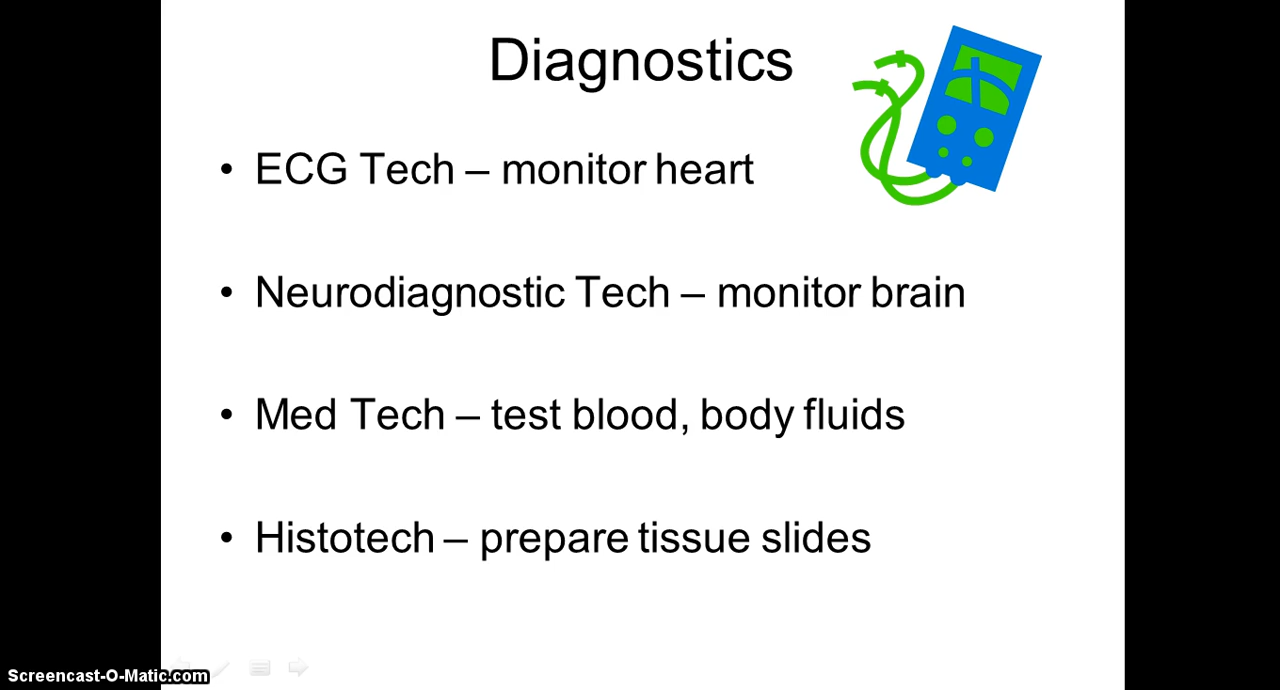 Diagnostics
• ECG Tech – monitor heart
• Neurodiagnostic Tech – monitor brain
• Med Tech – test blood, body fluids
• Histotech – prepare tissue slides
Screencast-O-Matic.com